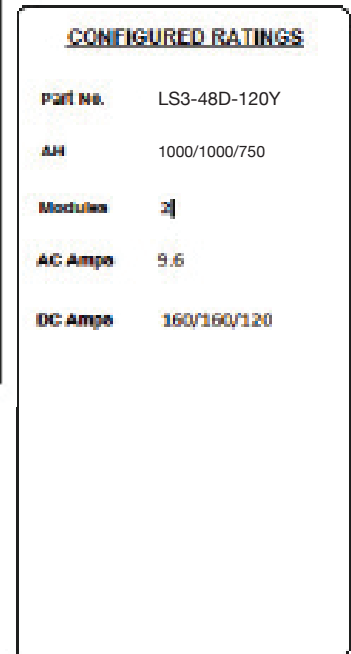 CONFIGURED RATINGS
Part No. LS3-48D-120Y
AH 1000/1000/750
Modules 2
AC Amps 9.6
DC Amps 160/160/120